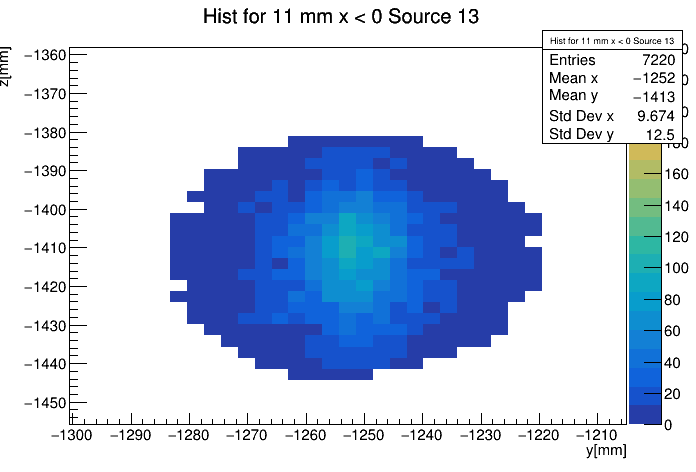 Hist for 11 mm x < 0 Source 13
Hist for 11 mm x < 0 Source 13
Entries 7220
Mean x −1252
Mean y −1413
Std Dev x 9.674
Std Dev y 12.5
z[mm]
−1360
−1370
−1380
−1390
−1400
−1410
−1420
−1430
−1440
−1450
−1300 −1290 −1280 −1270 −1260 −1250 −1240 −1230 −1220 −1210
y[mm]
160
140
120
100
80
60
40
20
0